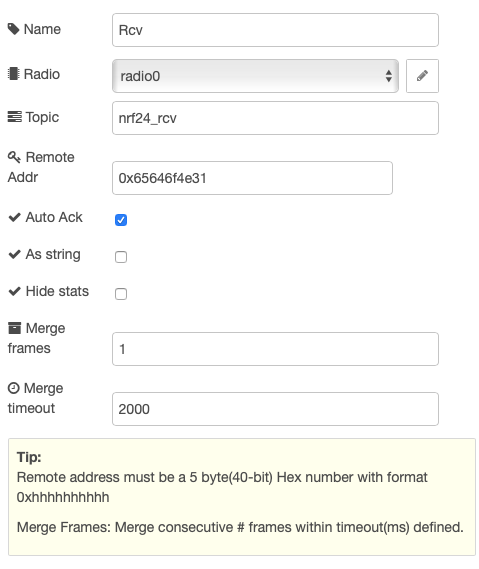 Name
Rcv
Radio
radio0
Topic
nrf24_rcv
Remote
Addr
0x65646f4e31
Auto Ack
As string
Hide stats
Merge
frames
1
Merge
timeout
2000
Tip:
Remote address must be a 5 byte(40-bit) Hex number with format
0xhhhhhhhhhh
Merge Frames: Merge consecutive # frames within timeout(ms) defined.